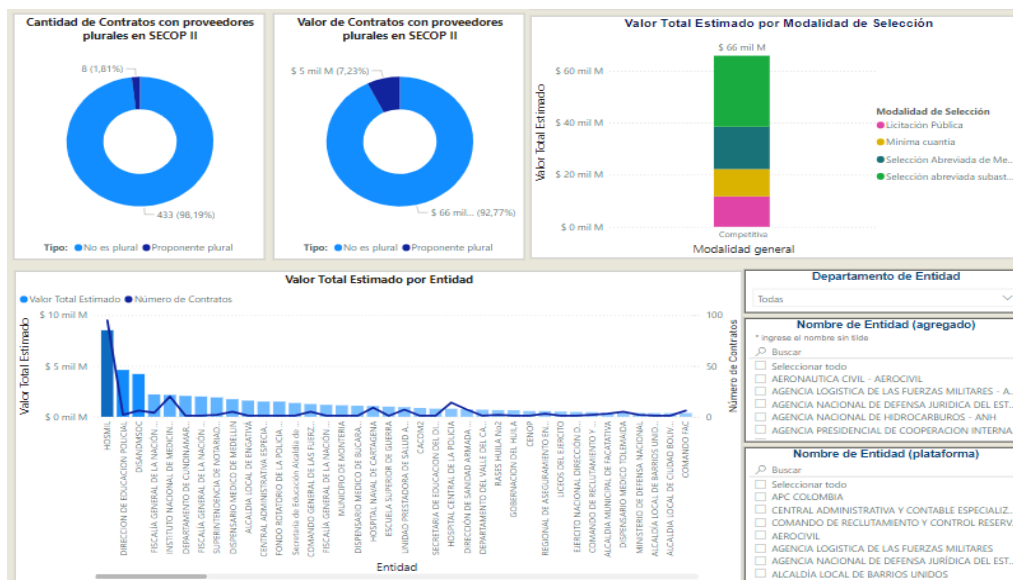 Cantidad de Contratos con proveedores
plurales en SECOP II
8 (1,81%)
433 (98,19%)
Tipo: No es plural Proponente plural
Valor de Contratos con proveedores
plurales en SECOP II
$ 5 mil M (7,23%)
$ 66 mil... (92,77%)
Tipo: No es plural Proponente plural
Valor Total Estimado por Modalidad de Selección
$ 66 mil M
$ 60 mil M
$ 40 mil M
$ 20 mil M
$ 0 mil M
Valor Total Estimado
Competitiva
Modalidad general
Modalidad de Selección
Licitación Pública
Mínima cuantía
Selección Abreviada de Me...
Selección abreviada subast...
Valor Total Estimado por Entidad
Valor Total Estimado Número de Contratos
$ 10 mil M
$ 5 mil M
$ 0 mil M
Valor Total Estimado
100
50
0
Número de Contratos
HOSMIL
DIRECCION DE EDUCACION POLICIAL
DISANDMSOC
FISCALIA GENERAL DE LA NACIÓN ...
INSTITUTO NACIONAL DE MEDICIN...
DEPARTAMENTO DE CUNDINAMAR...
FISCALIA GENERAL DE LA NACIÓN ...
SUPERINTENDENCIA DE NOTARIAD...
DISPENSARIO MEDICO DE MEDELLIN
ALCALDIA LOCAL DE ENGATIVÁ
CENTRAL ADMINISTRATIVA ESPECIA...
FONDO ROTATORIO DE LA POLICIA ...
Secretaria de Educación Alcaldia de ...
COMANDO GENERAL DE LAS FUERZ...
FISCALIA GENERAL DE LA NACIÓN ...
MUNICIPIO DE MONTERIA
DISPENSARIO MEDICO DE BUCARA...
HOSPITAL NAVAL DE CARTAGENA
ESCUELA SUPERIOR DE GUERRA
UNIDAD PRESTADORA DE SALUD A...
CACOM2
SECRETARIA DE EDUCACION DEL DI...
HOSPITAL CENTRAL DE LA POLICIA
DIRECCIÓN DE SANIDAD ARMADA...
DEPARTAMENTO DEL VALLE DEL CA...
RASES HUILA No2
GOBERNACION DEL HUILA
CENOP
REGIONAL DE ASEGURAMIENTO EN...
LICEOS DEL EJERCITO
EJERCITO NACIONAL DIRECCIÓN D...
COMANDO DE RECLUTAMIENTO Y ...
ALCALDIA MUNICIPAL DE FACATATIVA
DISPENSARIO MEDICO TOLEMAIDA
MINISTERIO DE DEFENSA NACIONAL
ALCALDIA LOCAL DE BARRIOS UNID...
ALCALDIA LOCAL DE CIUDAD BOLIV...
COMANDO FAC
Entidad
Departamento de Entidad
Todas
Nombre de Entidad (agregado)
* Ingrese el nombre sin tilde
Buscar
Seleccionar todo
AERONAUTICA CIVIL - AEROCIVIL
AGENCIA LOGISTICA DE LAS FUERZAS MILITARES - A...
AGENCIA NACIONAL DE DEFENSA JURIDICA DEL EST...
AGENCIA NACIONAL DE HIDROCARBUROS - ANH
AGENCIA PRESIDENCIAL DE COOPERACION INTERNA...
Nombre de Entidad (plataforma)
Buscar
Seleccionar todo
APC COLOMBIA
CENTRAL ADMINISTRATIVA Y CONTABLE ESPECIALIZ...
COMANDO DE RECLUTAMIENTO Y CONTROL RESERV...
AEROCIVIL
AGENCIA LOGISTICA DE LAS FUERZAS MILITARES
AGENCIA NACIONAL DE DEFENSA JURÍDICA DEL EST...
ALCALDÍA LOCAL DE BARRIOS UNIDOS